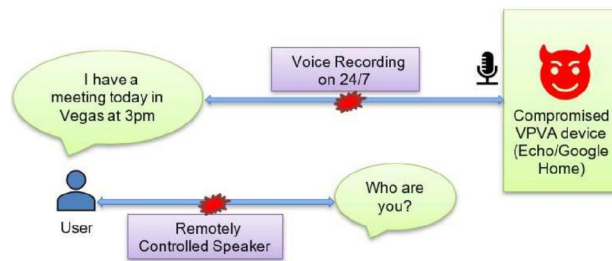 I have a
meeting today in
Vegas at 3pm
Voice Recording
on 24/7
Compromised
VPVA device
(Echo/Google
Home)
User
Remotely
Controlled Speaker
Who are
you?